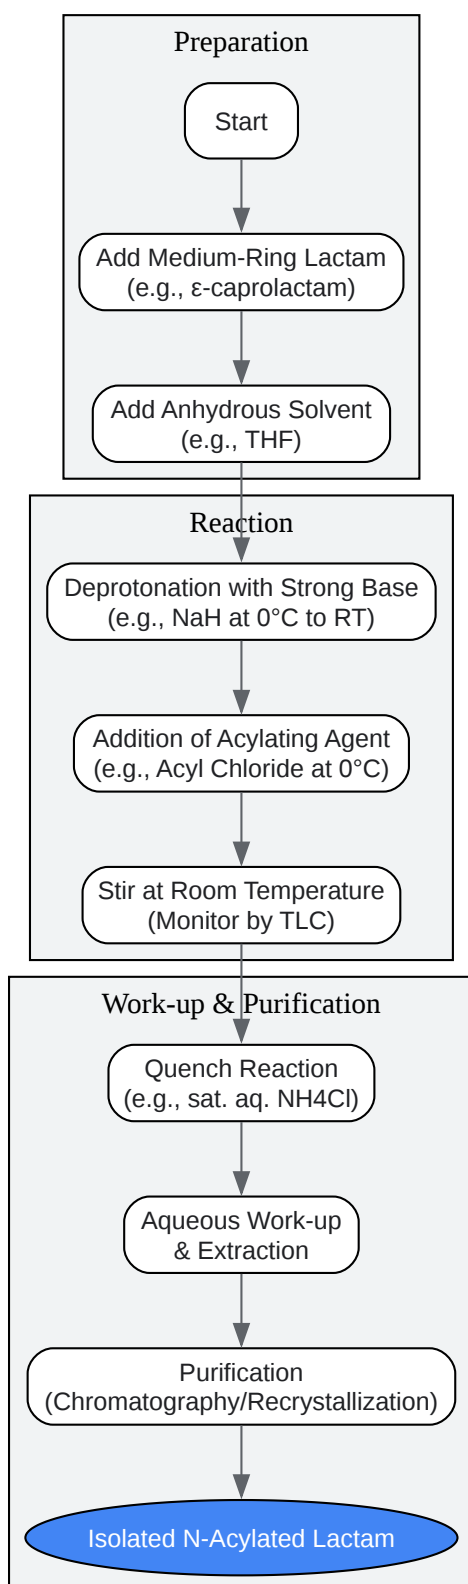 Preparation
Start
Add Medium-Ring Lactam
(e.g., ε-caprolactam)
Add Anhydrous Solvent
(e.g., THF)
Reaction
Deprotonation with Strong Base
(e.g., NaH at 0°C to RT)
Addition of Acylating Agent
(e.g., Acyl Chloride at 0°C)
Stir at Room Temperature
(Monitor by TLC)
Work-up & Purification
Quench Reaction
(e.g., sat. aq. NH4Cl)
Aqueous Work-up
& Extraction
Purification
(Chromatography/Recrystallization)
Isolated N-Acylated Lactam